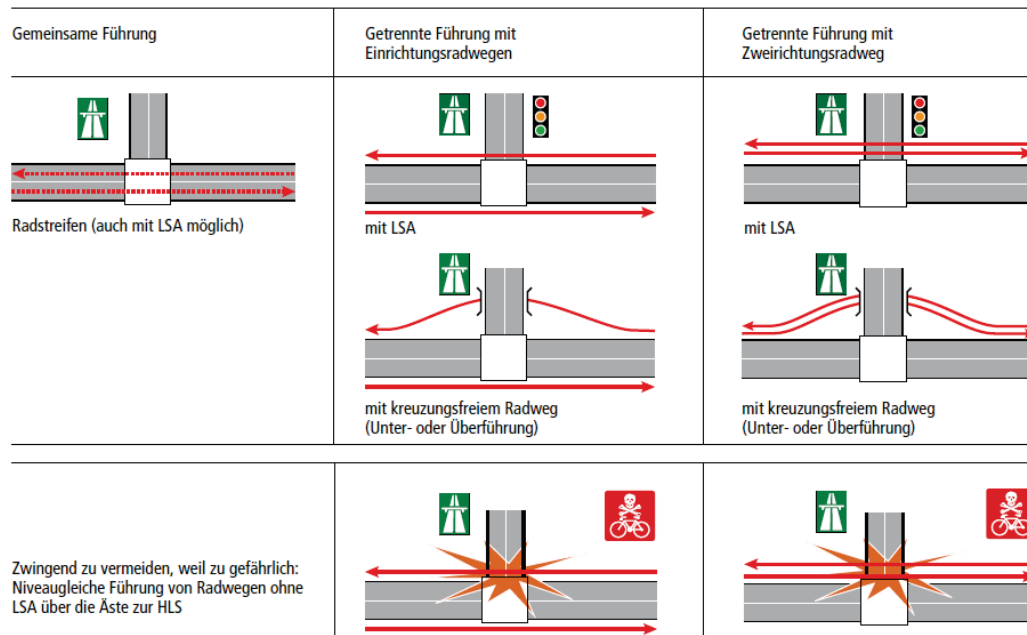 Gemeinsame Führung
Getrennte Führung mit
Einrichtungsradwegen
Getrennte Führung mit
Zweirichtungsradweg
Radstreifen (auch mit LSA möglich)
mit LSA
mit LSA
mit kreuzungsfreiem Radweg
(Unter- oder Überführung)
mit kreuzungsfreiem Radweg
(Unter- oder Überführung)
Zwingend zu vermeiden, weil zu gefährlich:
Niveaugleiche Führung von Radwegen ohne
LSA über die Äste zur HLS